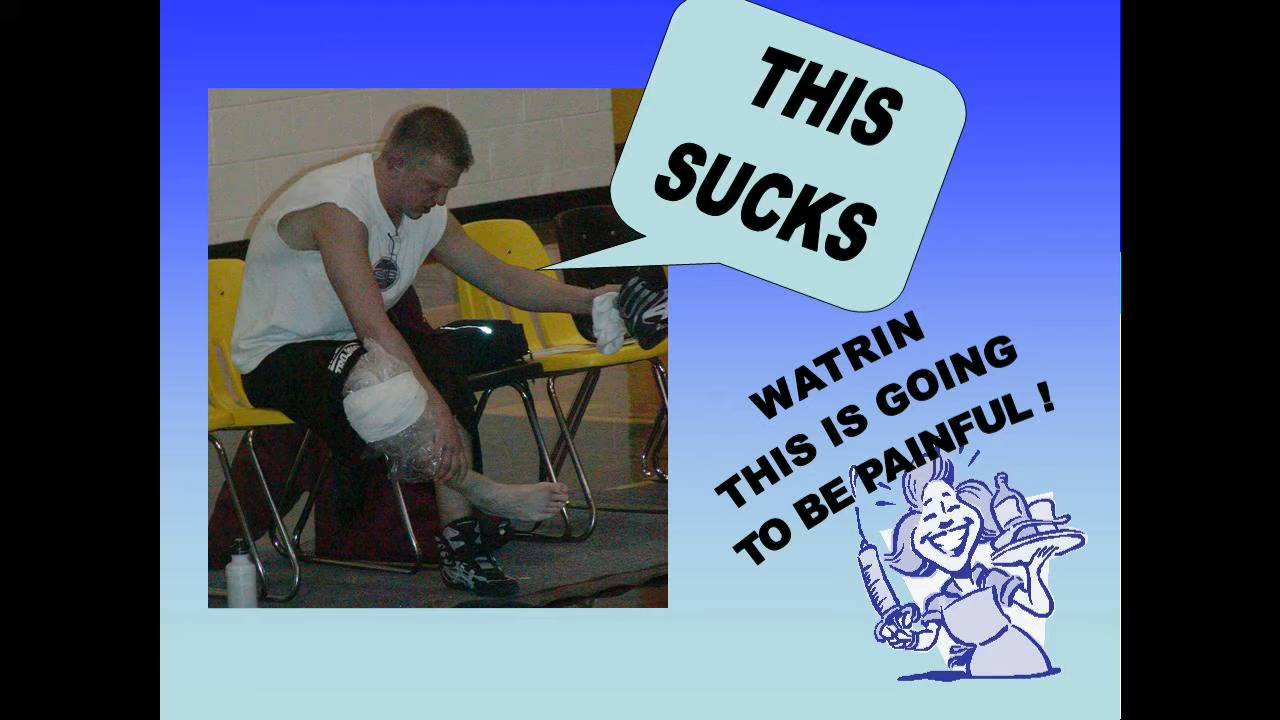 THIS
SUCKS
WATRIN
THIS IS GOING
TO BE PAINFUL !